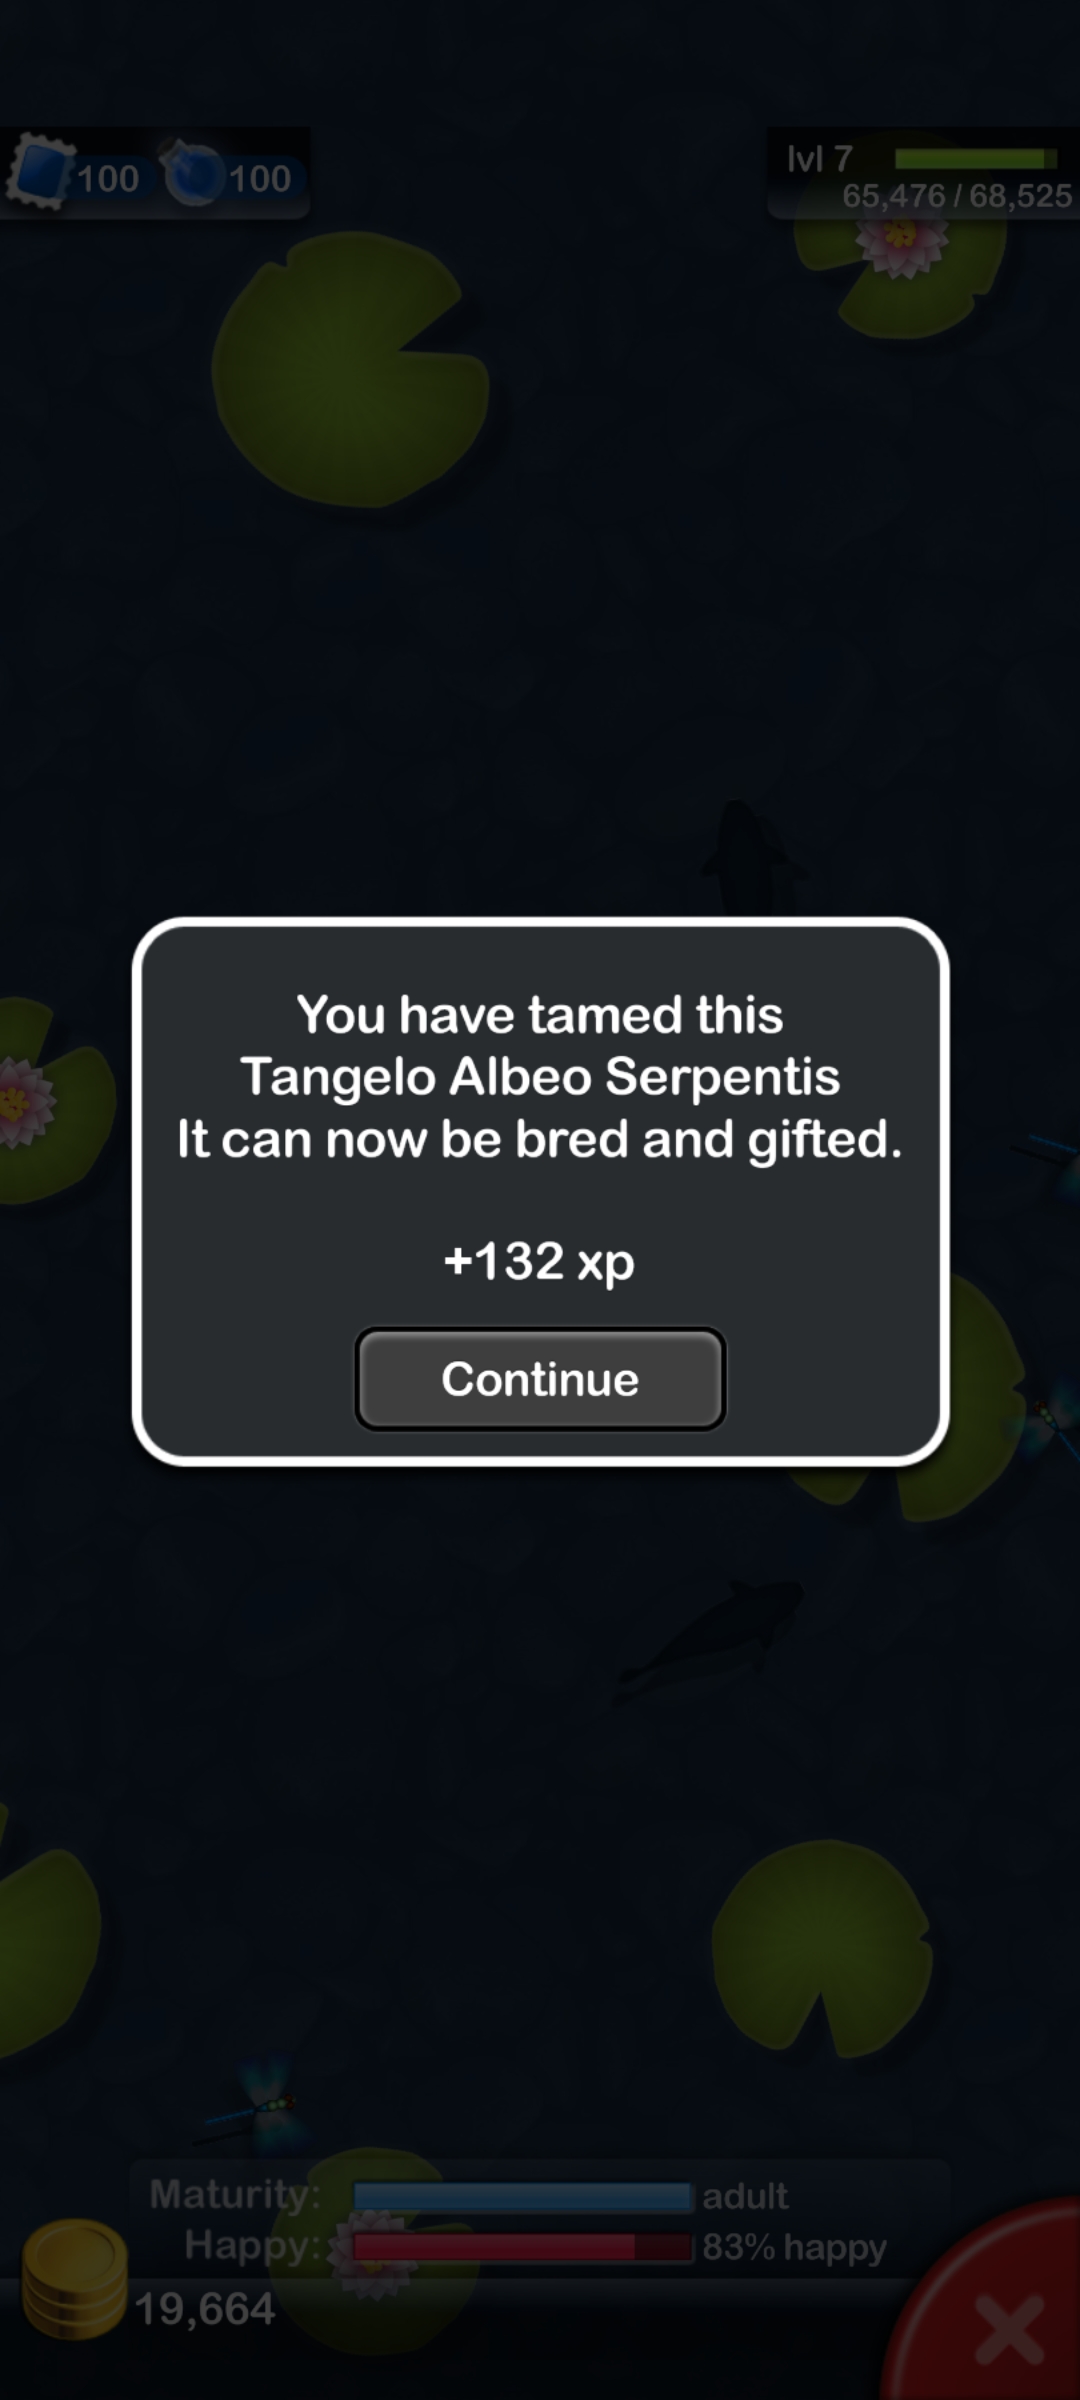 100
100
lvl 7
65,476 / 68,525
You have tamed this
Tangelo Albeo Serpentis
It can now be bred and gifted.
+132 xp
Continue
Maturity: adult
Happy: 83% happy
19,664